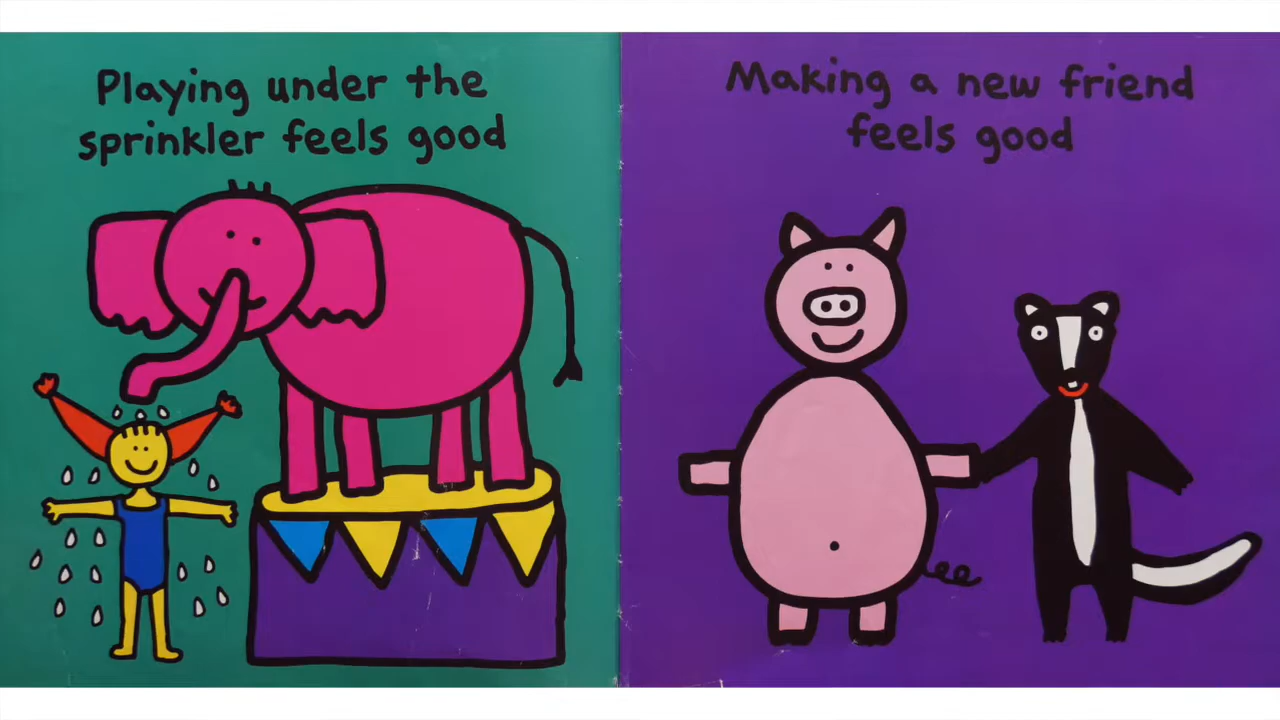 Playing under the
sprinkler feels good
Making a new friend
feels good